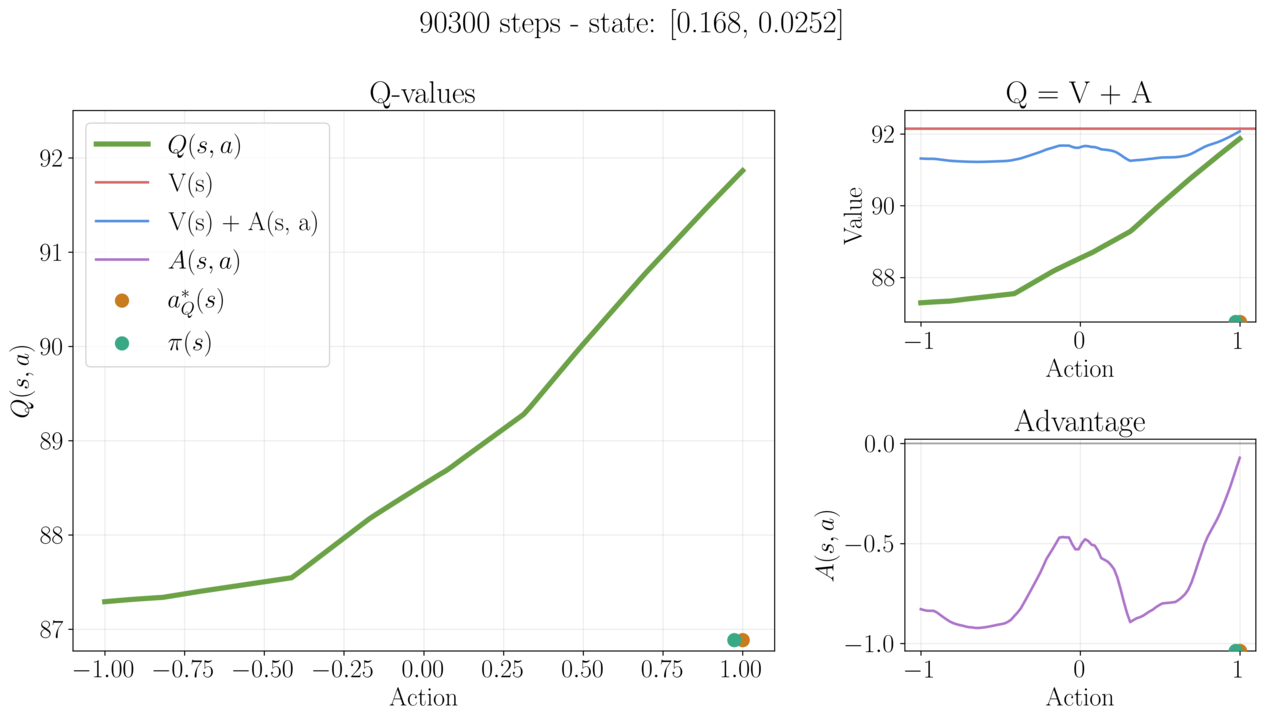 90300 steps - state: [0.168, 0.0252]
Q-values
Q(s, a)
V(s)
V(s) + A(s, a)
A(s, a)
a*Q(s)
π(s)
92
91
90
89
88
87
Q(s, a)
−1.00 −0.75 −0.50 −0.25 0.00 0.25 0.50 0.75 1.00
Action
Q = V + A
92
90
88
Value
−1 0 1
Action
Advantage
0.0
−0.5
−1.0
A(s, a)
−1 0 1
Action